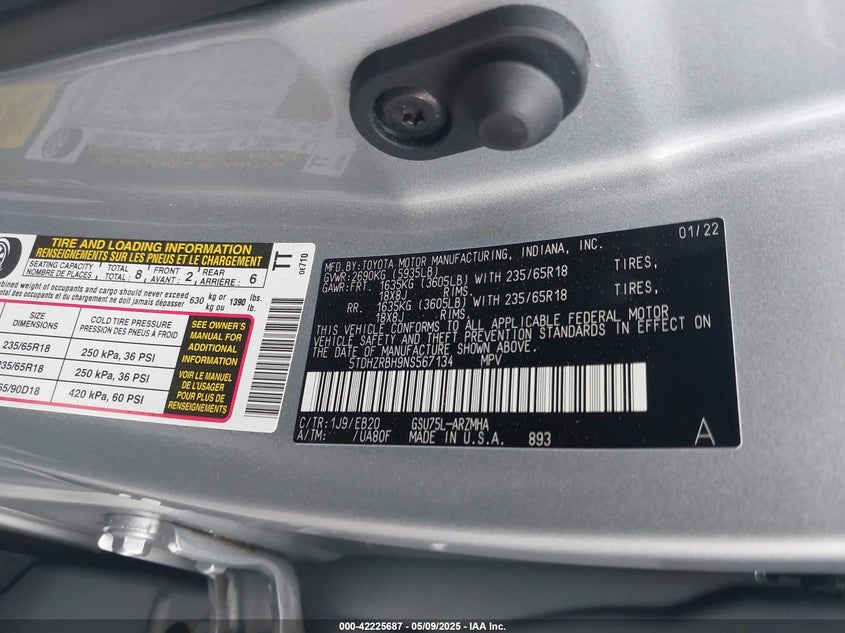 TIRE AND LOADING INFORMATION
RENSEIGNEMENTS SUR LES PNEUS ET LE CHARGEMENT
SEATING CAPACITY
NOMBRE DE PLACES
TOTAL
TOTAL: 8
FRONT
AVANT: 2
REAR
ARRIÈRE: 6
combined weight of occupants and cargo should never exceed
total des occupants et du chargement ne doit jamais dépasser
630 kg or
kg ou
1390 lbs.
lb.
SIZE
DIMENSIONS
COLD TIRE PRESSURE
PRESSION DES PNEUS À FROID
235/65R18
250 kPa, 36 PSI
235/65R18
250 kPa, 36 PSI
/90D18
420 kPa, 60 PSI
SEE OWNER'S
MANUAL FOR
ADDITIONAL
INFORMATION
VOIR LE MANUEL
DE L'USAGER
POUR PLUS DE
RENSEIGNEMENTS
TT
0E710
MFD.BY:TOYOTA MOTOR MANUFACTURING, INDIANA, INC. 01/22
GVWR:2690KG (5935LB)
GAWR:FRT. 1635KG (3605LB) WITH 235/65R18 TIRES,
18X8J RIMS,
RR. 1635KG (3605LB) WITH 235/65R18 TIRES,
18X8J RIMS.
THIS VEHICLE CONFORMS TO ALL APPLICABLE FEDERAL MOTOR
VEHICLE SAFETY AND THEFT PREVENTION STANDARDS IN EFFECT ON
THE DATE OF MANUFACTURE SHOWN ABOVE.
5TDHZRBH9NS567134 MPV
C/TR:1J9/EB20 GSU75L-ARZMHA
A/TM: /UA80F MADE IN U.S.A. 893
A
000-42225687 - 05/09/2025 - IAA Inc.